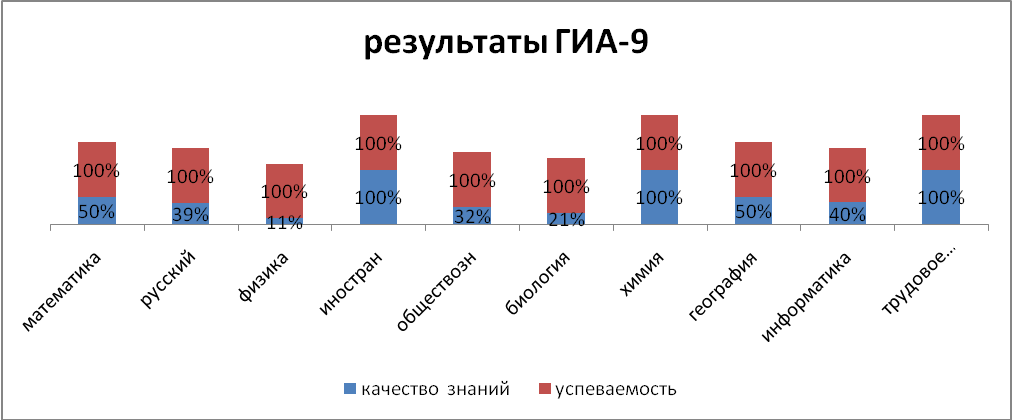 результаты ГИА-9
100% 100% 100% 100% 100% 100% 100% 100% 100% 100%
50% 39% 11% 100% 32% 21% 100% 50% 40% 100%
математика русский физика иностран обществозн биология химия география информатика трудовое...
качество знаний успеваемость